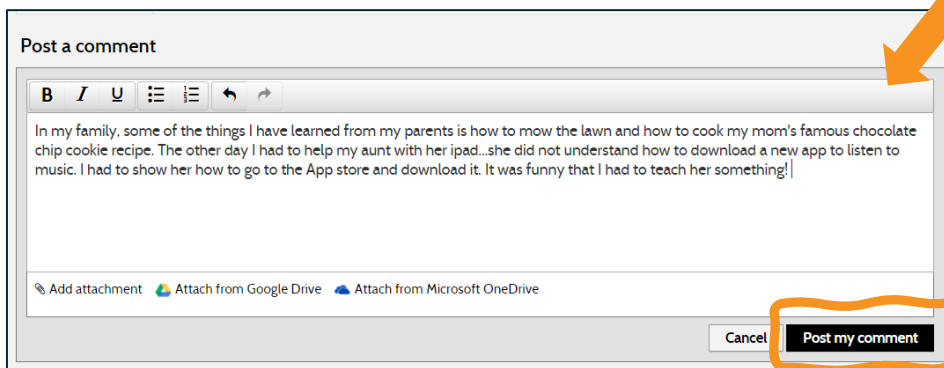 Post a comment
B I U
In my family, some of the things I have learned from my parents is how to mow the lawn and how to cook my mom's famous chocolate
chip cookie recipe. The other day I had to help my aunt with her ipad...she did not understand how to download a new app to listen to
music. I had to show her how to go to the App store and download it. It was funny that I had to teach her something!
Add attachment Attach from Google Drive Attach from Microsoft OneDrive
Cancel Post my comment